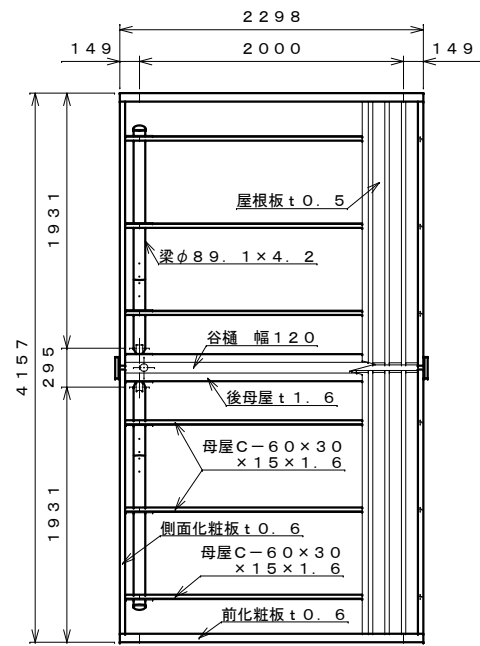 ２２９８
１４９
２０００
１４９
１９３１
屋根板ｔ０．５
梁φ８９．１×４．２
谷樋　幅１２０
４１５７
２９５
後母屋ｔ１．６
母屋Ｃ－６０×３０
×１５×１．６
１９３１
側面化粧板ｔ０．６
母屋Ｃ－６０×３０
×１５×１．６
前化粧板ｔ０．６